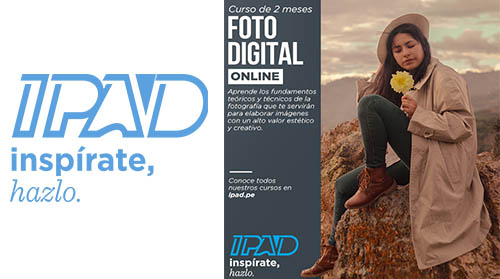 IPAD
inspírate,
hazlo.
Curso de 2 meses
FOTO
DIGITAL
ONLINE
Aprende los fundamentos
teóricos y técnicos de la
fotografía que te servirán
para elaborar imágenes
con un alto valor estético
y creativo.
Conoce todos
nuestros cursos en
ipad.pe
IPAD
inspírate,
hazlo.